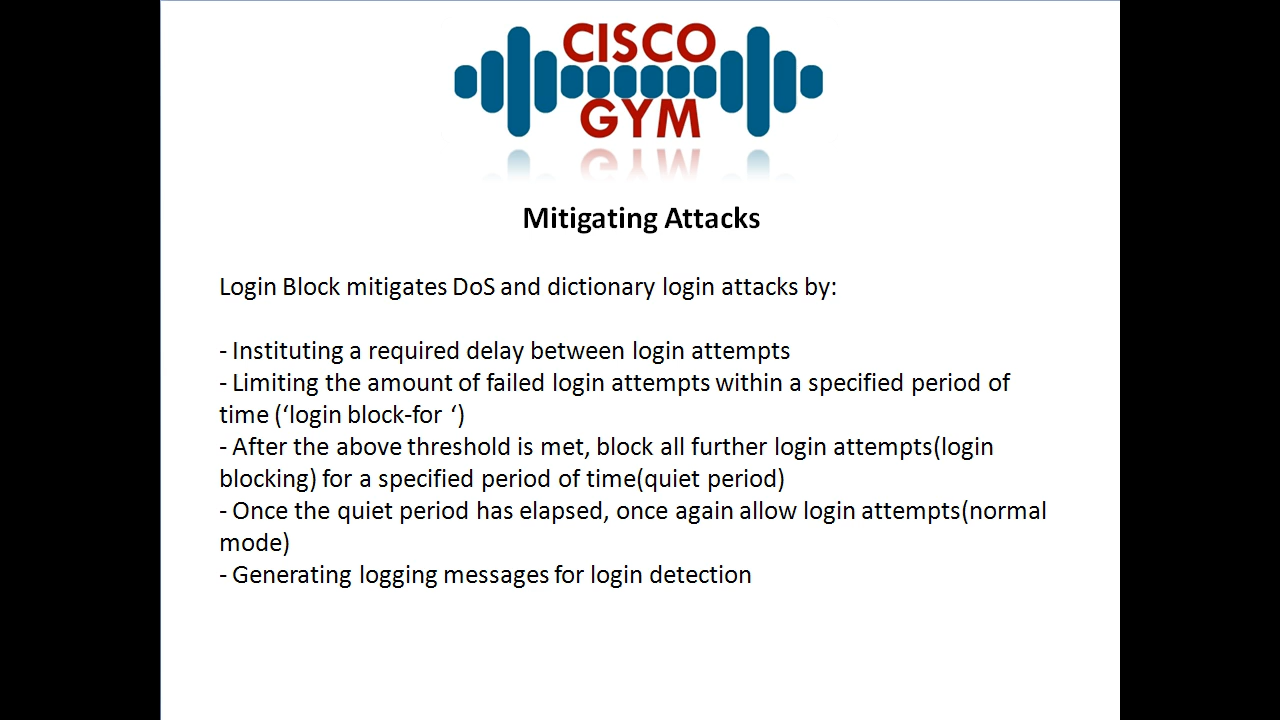 CISCO
GYM
Mitigating Attacks
Login Block mitigates DoS and dictionary login attacks by:
- Instituting a required delay between login attempts
- Limiting the amount of failed login attempts within a specified period of
time (‘login block-for ‘)
- After the above threshold is met, block all further login attempts(login
blocking) for a specified period of time(quiet period)
- Once the quiet period has elapsed, once again allow login attempts(normal
mode)
- Generating logging messages for login detection